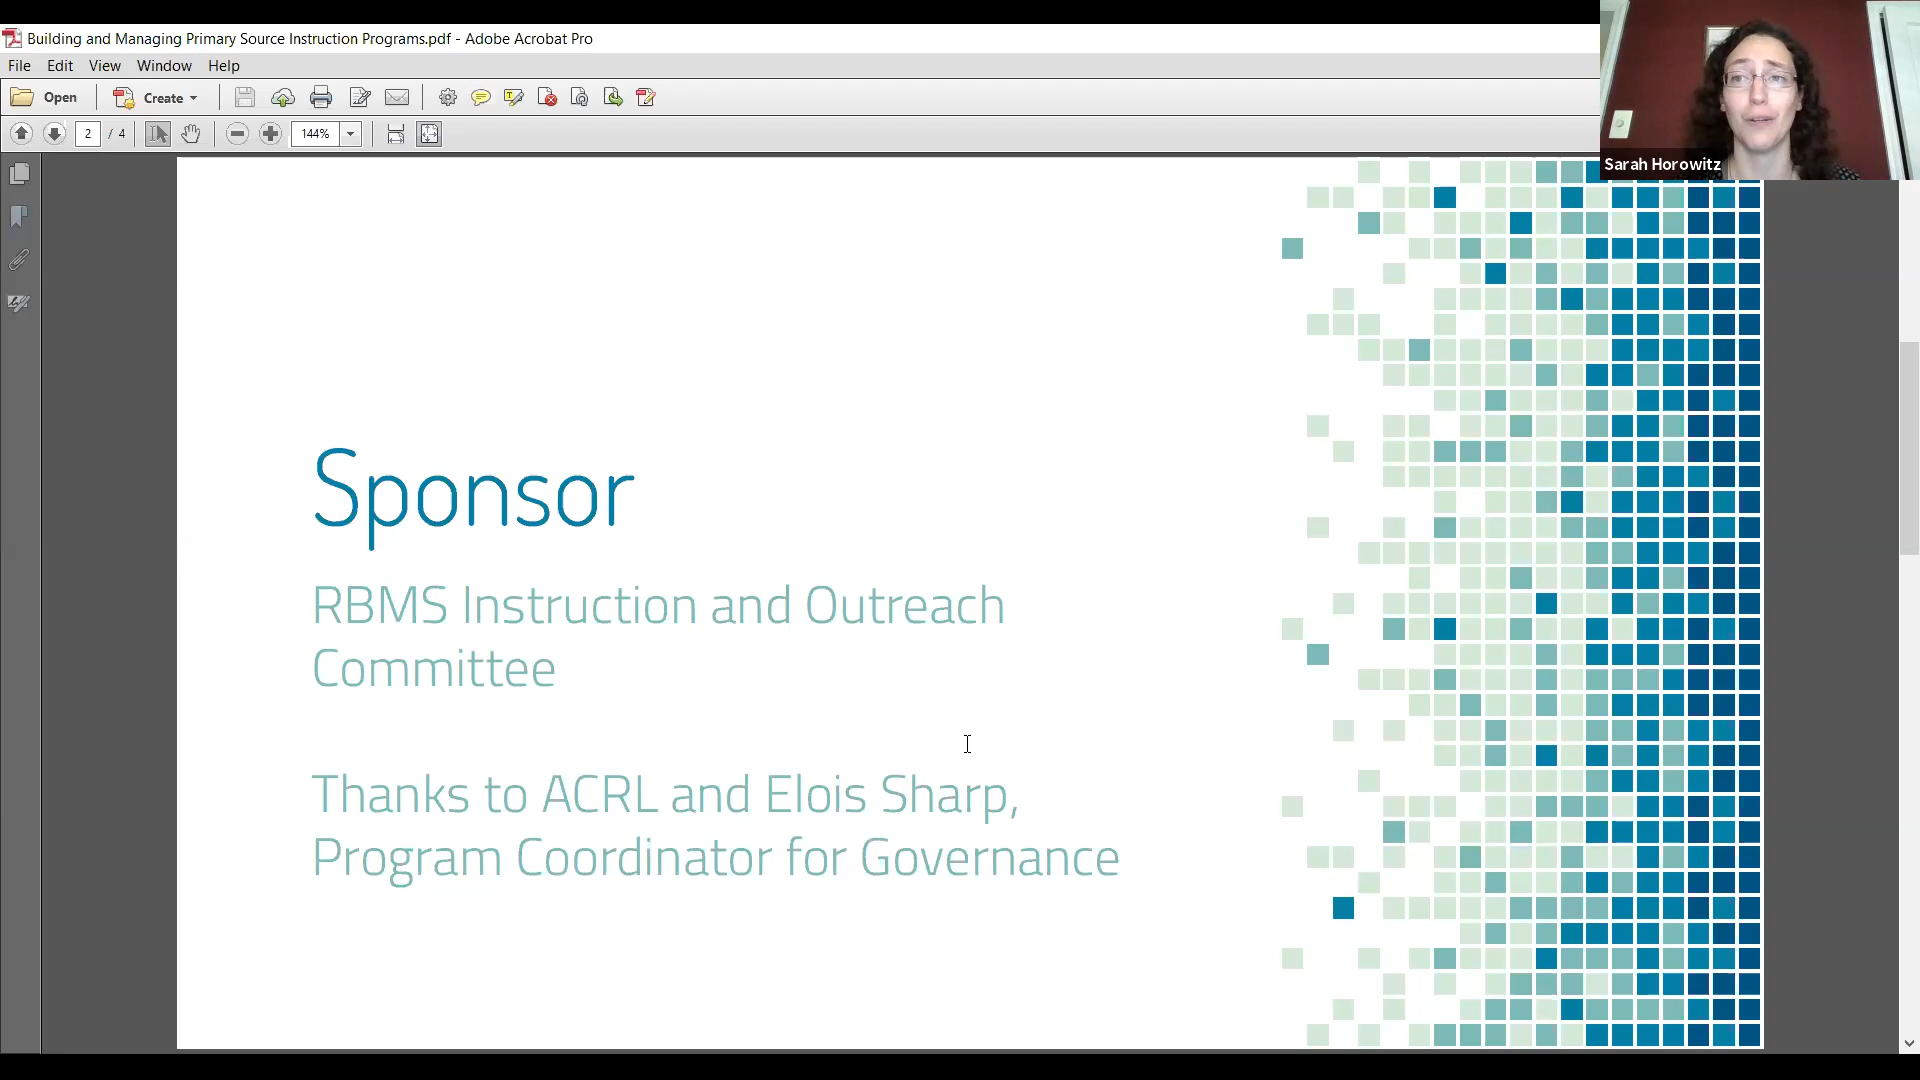 Building and Managing Primary Source Instruction Programs.pdf - Adobe Acrobat Pro
File Edit View Window Help
Open Create
2 / 4 144%
Sarah Horowitz
Sponsor
RBMS Instruction and Outreach
Committee
Thanks to ACRL and Elois Sharp,
Program Coordinator for Governance